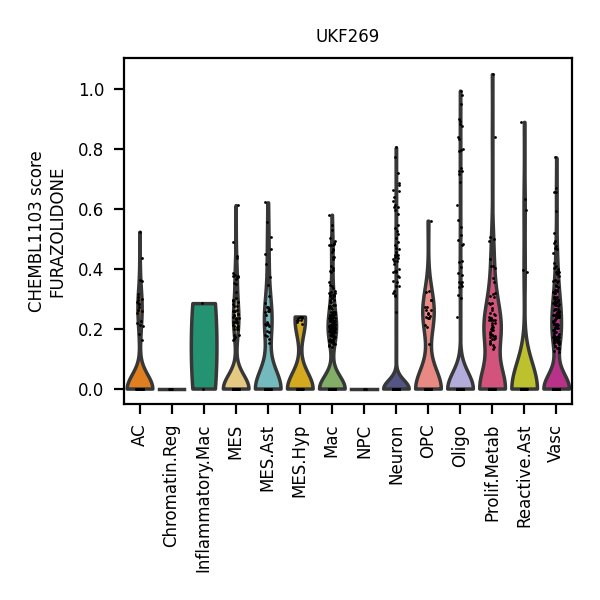 UKF269
CHEMBL1103 score
FURAZOLIDONE
1.0
0.8
0.6
0.4
0.2
0.0
AC
Chromatin.Reg
Inflammatory.Mac
MES
MES.Ast
MES.Hyp
Mac
NPC
Neuron
OPC
Oligo
Prolif.Metab
Reactive.Ast
Vasc